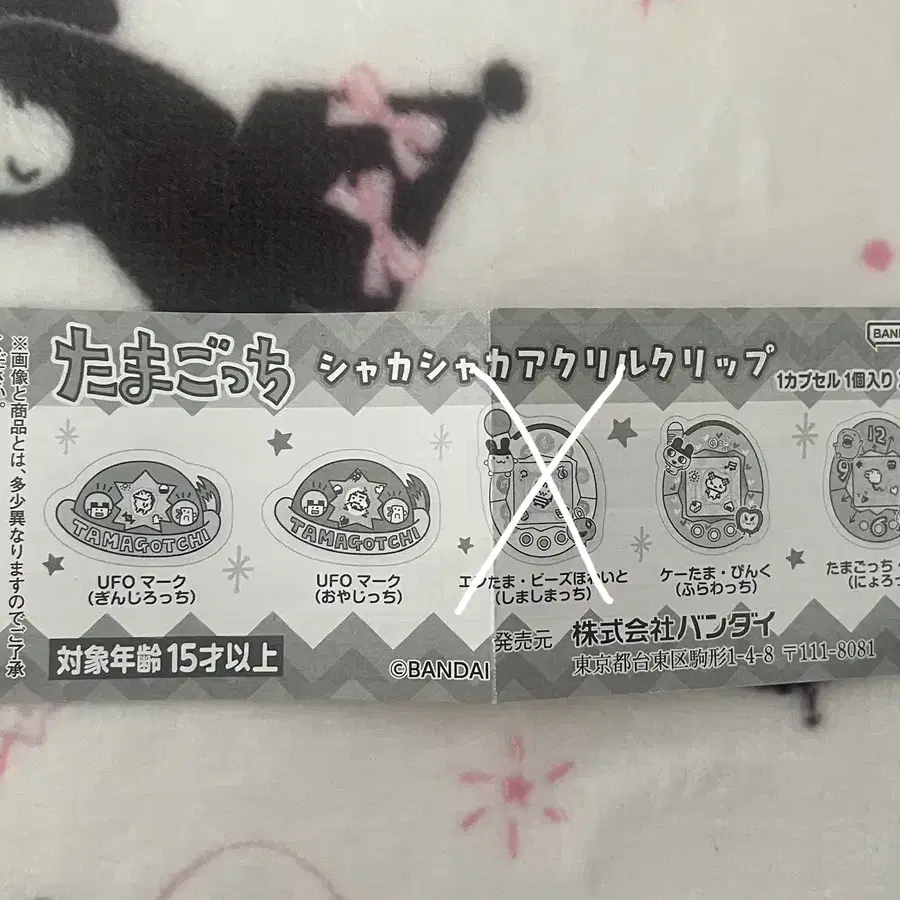 たまごっち シャカシャカアクリルクリップ
BAN
1カプセル 1個入り
※画像と商品とは、多少異なりますのでご了承
ください。
TAMAGOTCHI
TAMAGOTCHI
12
6
UFO マーク
(ぎんじろっち)
UFO マーク
(おやじっち)
エンたま・ビーズほわいと
(しましまっち)
ケーたま・ぴんく
(ふらわっち)
たまごっち・
(にょろっ
対象年齢 15才以上
©BANDAI
発売元 株式会社バンダイ
東京都台東区駒形1-4-8 〒111-8081